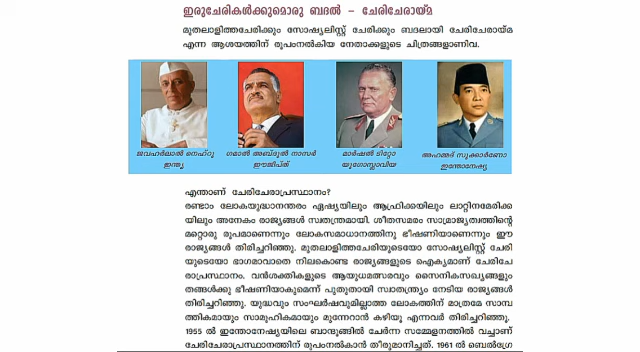 ഇരുചേരികൾക്കുമൊരു ബദൽ – ചേരിചേരായ്മ
മുതലാളിത്തചേരിക്കും സോഷ്യലിസ്റ്റ് ചേരിക്കും ബദലായി ചേരിചേരായ്മ
എന്ന ആശയത്തിന് രൂപംനൽകിയ നേതാക്കളുടെ ചിത്രങ്ങളാണിവ.
ജവഹർലാൽ നെഹ്റു
ഇന്ത്യ
ഗമാൽ അബ്ദുൽ നാസർ
ഈജിപ്ത്
മാർഷൽ ടിറ്റോ
യുഗോസ്ലാവിയ
അഹമ്മദ് സുക്കാർണോ
ഇന്തോനേഷ്യ
എന്താണ് ചേരിചേരാപ്രസ്ഥാനം?
രണ്ടാം ലോകയുദ്ധാനന്തരം ഏഷ്യയിലും ആഫ്രിക്കയിലും ലാറ്റിനമേരിക്ക
യിലും അനേകം രാജ്യങ്ങൾ സ്വതന്ത്രമായി. ശീതസമരം സാമ്രാജ്യത്വത്തിന്റെ
മറ്റൊരു രൂപമാണെന്നും ലോകസമാധാനത്തിനു ഭീഷണിയാണെന്നും ഈ
രാജ്യങ്ങൾ തിരിച്ചറിഞ്ഞു. മുതലാളിത്തചേരിയുടെയോ സോഷ്യലിസ്റ്റ് ചേരി
യുടെയോ ഭാഗമാവാതെ നിലകൊണ്ട രാജ്യങ്ങളുടെ ഐക്യമാണ് ചേരിചേ
രാപ്രസ്ഥാനം. വൻശക്തികളുടെ ആയുധമത്സരവും സൈനികസഖ്യങ്ങളും
തങ്ങൾക്കു ഭീഷണിയാകുമെന്ന് പുതുതായി സ്വാതന്ത്ര്യം നേടിയ രാജ്യങ്ങൾ
തിരിച്ചറിഞ്ഞു. യുദ്ധവും സംഘർഷവുമില്ലാത്ത ലോകത്തിന് മാത്രമേ സാമ്പ
ത്തികമായും സാമൂഹികമായും മുന്നേറാൻ കഴിയൂ എന്നവർ തിരിച്ചറിഞ്ഞു.
1955 ൽ ഇന്തോനേഷ്യയിലെ ബാന്ദുങ്ങിൽ ചേർന്ന സമ്മേളനത്തിൽ വച്ചാണ്
ചേരിചേരാപ്രസ്ഥാനത്തിന് രൂപംനൽകാൻ തീരുമാനിച്ചത്. 1961 ൽ ബെൽഗ്രേ